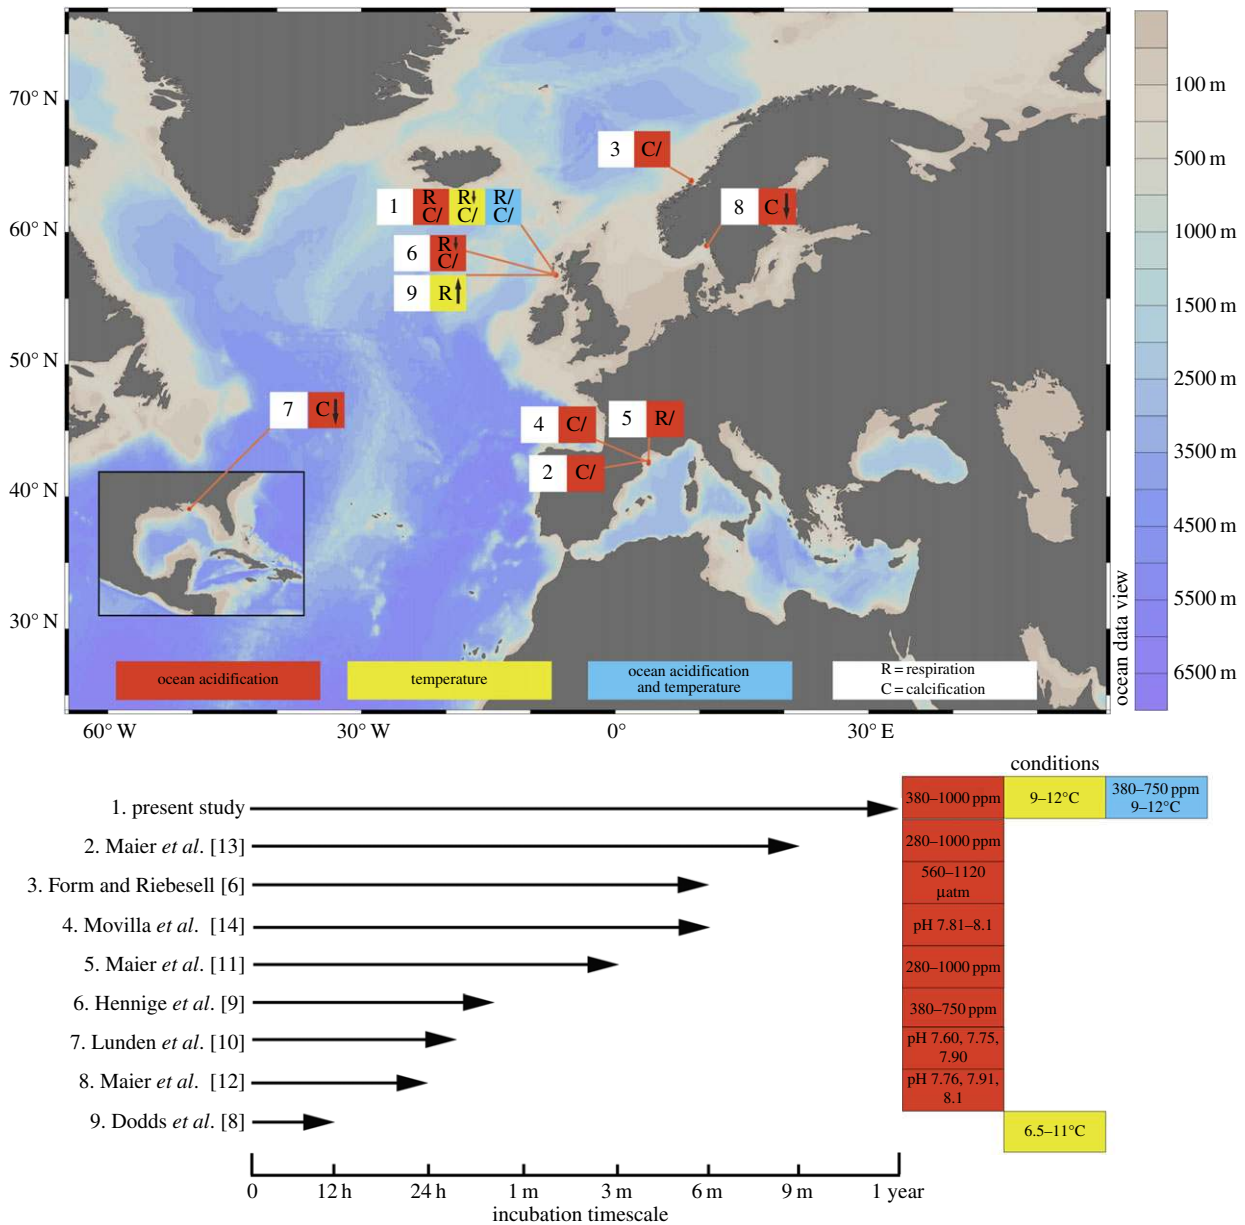 70° N
60° N
50° N
40° N
30° N
60° W
30° W
0°
30° E
3 C/
1 R C/ R C/ R/ C/
8 C
6 R C/
9 R
7 C
4 C/
5 R/
2 C/
ocean acidification
temperature
ocean acidification
and temperature
R = respiration
C = calcification
ocean data view
100 m
500 m
1000 m
1500 m
2500 m
3500 m
4500 m
5500 m
6500 m
conditions
1. present study
380–1000 ppm
9–12°C
380–750 ppm
9–12°C
2. Maier et al. [13]
280–1000 ppm
3. Form and Riebesell [6]
560–1120
µatm
4. Movilla et al. [14]
pH 7.81–8.1
5. Maier et al. [11]
280–1000 ppm
6. Hennige et al. [9]
380–750 ppm
7. Lunden et al. [10]
pH 7.60, 7.75,
7.90
8. Maier et al. [12]
pH 7.76, 7.91,
8.1
9. Dodds et al. [8]
6.5–11°C
0 12 h 24 h 1 m 3 m 6 m 9 m 1 year
incubation timescale